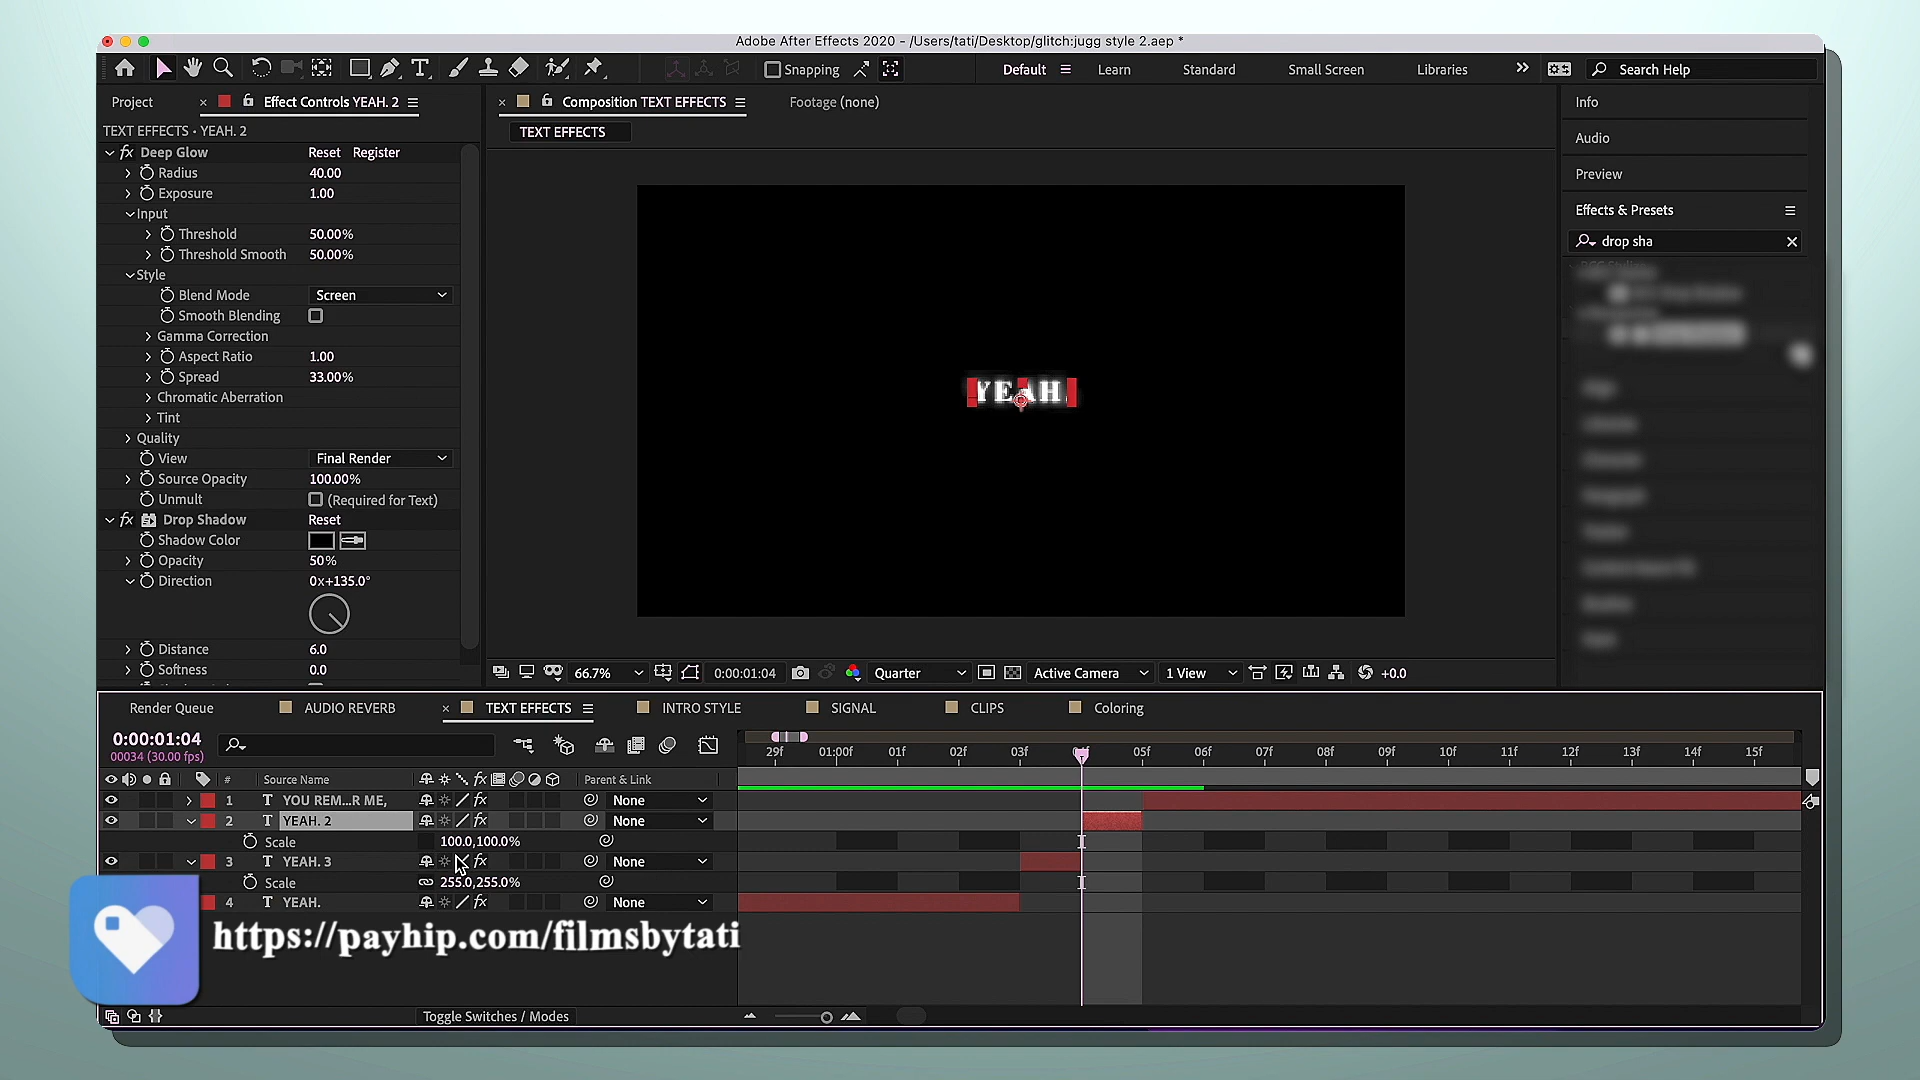 Adobe After Effects 2020 - /Users/tati/Desktop/glitch:jugg style 2.aep *
Snapping
Default
Learn
Standard
Small Screen
Libraries
Search Help
Project
Effect Controls YEAH. 2
Composition TEXT EFFECTS
Footage (none)
TEXT EFFECTS • YEAH. 2
TEXT EFFECTS
fx Deep Glow Reset Register
Radius 40.00
Exposure 1.00
Input
Threshold 50.00%
Threshold Smooth 50.00%
Style
Blend Mode Screen
Smooth Blending
Gamma Correction
Aspect Ratio 1.00
Spread 33.00%
Chromatic Aberration
Tint
Quality
View Final Render
Source Opacity 100.00%
Unmult (Required for Text)
fx Drop Shadow Reset
Shadow Color
Opacity 50%
Direction 0x+135.0°
Distance 6.0
Softness 0.0
YEAH.
66.7%
0:00:01:04
Quarter
Active Camera
1 View
+0.0
Info
Audio
Preview
Effects & Presets
drop sha
Render Queue
AUDIO REVERB
TEXT EFFECTS
INTRO STYLE
SIGNAL
CLIPS
Coloring
0:00:01:04
00034 (30.00 fps)
29f 01:00f 01f 02f 03f 04f 05f 06f 07f 08f 09f 10f 11f 12f 13f 14f 15f
# Source Name fx Parent & Link
1 T YOU REM...R ME, fx None
2 T YEAH. 2 fx None
Scale 100.0,100.0%
3 T YEAH. 3 fx None
Scale 255.0,255.0%
4 T YEAH. fx None
https://payhip.com/filmsbytati
Toggle Switches / Modes